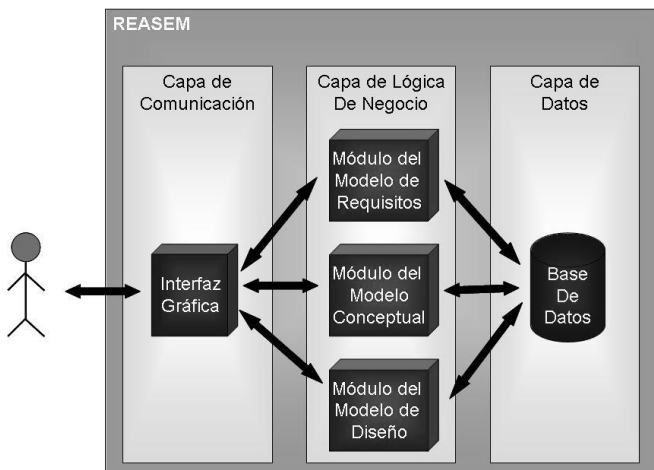 REASEM
Capa de
Comunicación
Capa de Lógica
De Negocio
Capa de
Datos
Módulo del
Modelo de
Requisitos
Interfaz
Gráfica
Módulo del
Modelo
Conceptual
Base
De
Datos
Módulo del
Modelo de
Diseño